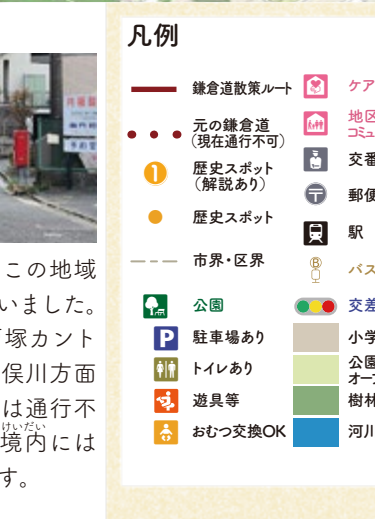 この地域
いました。
塚カント
俣川方面
は通行不
けいだい
境内には
す。
凡例
鎌倉道散策ルート
元の鎌倉道
(現在通行不可)
1
歴史スポット
(解説あり)
歴史スポット
市界・区界
公園
P
駐車場あり
トイレあり
遊具等
おむつ交換OK
ケア
地区
コミュ
交番
郵便
駅
B
バス
交差
小学
公園
オー
樹林
河川